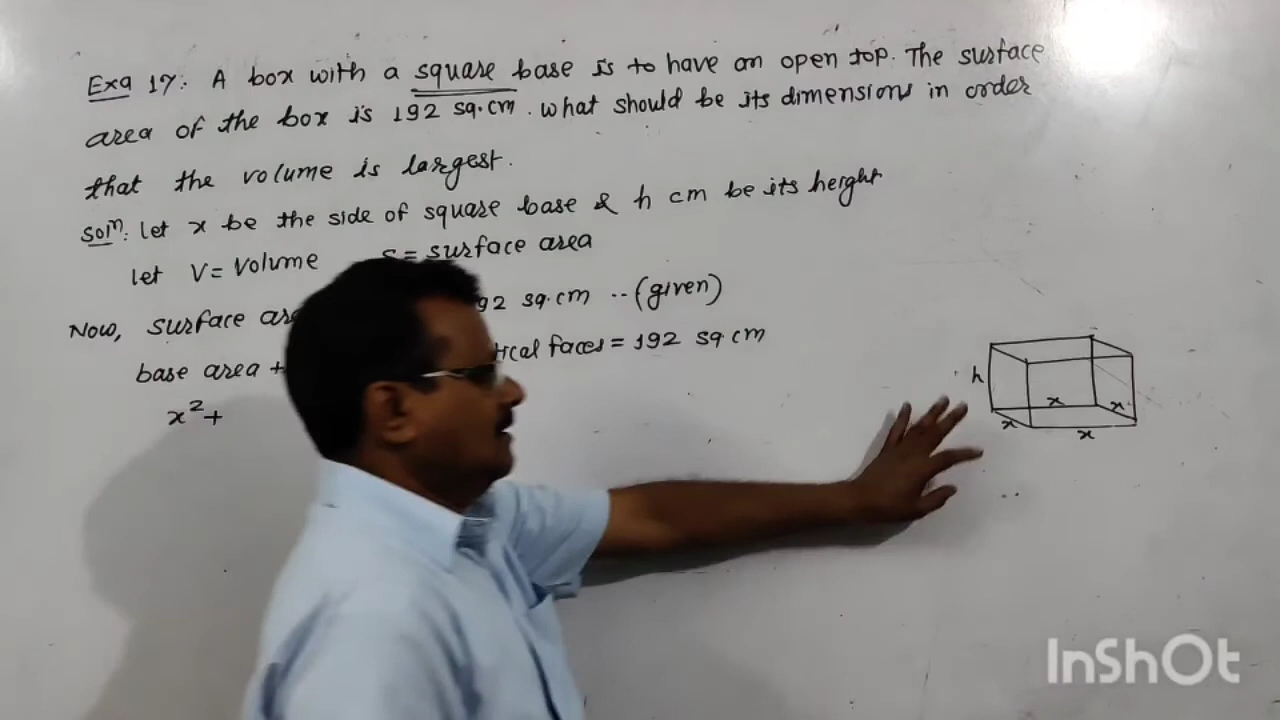 Exa 17: A box with a square base is to have an open top. The surface
area of the box is 192 sq.cm. what should be its dimensions in order
that the volume is largest.
Solⁿ: Let x be the side of square base & h cm be its height
let V = Volume S = surface area
Now, surface 92 sq.cm ..(given)
base area + faces = 192 sq.cm
x² +
h
x
x
x
x
InShOt